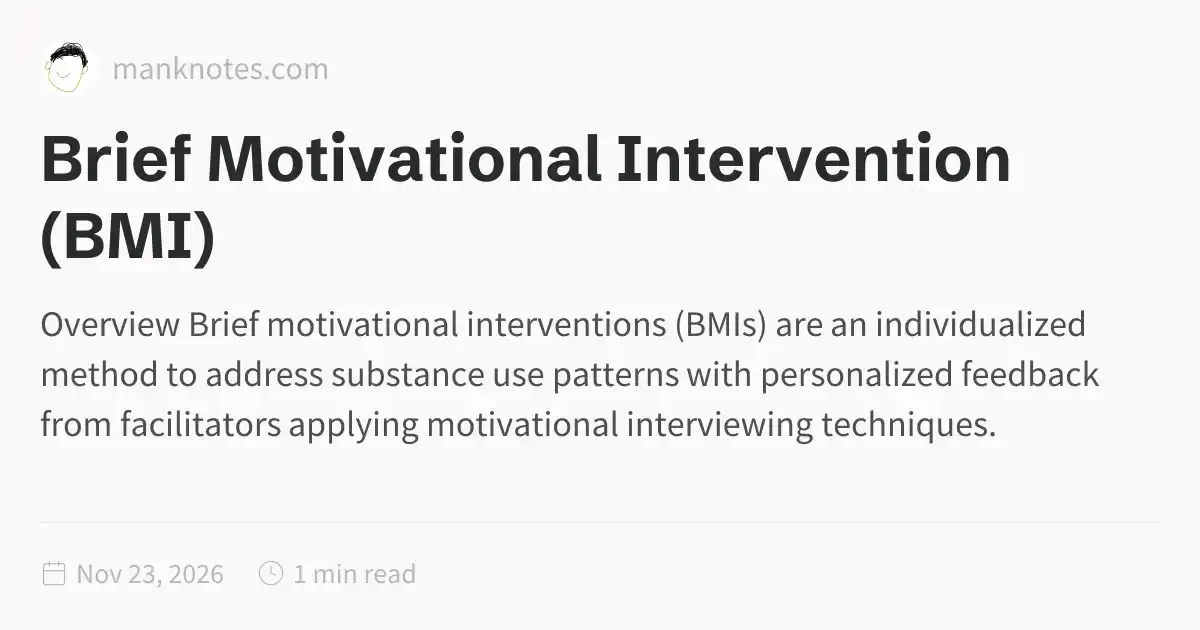 manknotes.com
Brief Motivational Intervention
(BMI)
Overview Brief motivational interventions (BMIs) are an individualized
method to address substance use patterns with personalized feedback
from facilitators applying motivational interviewing techniques.
Nov 23, 2026 1 min read